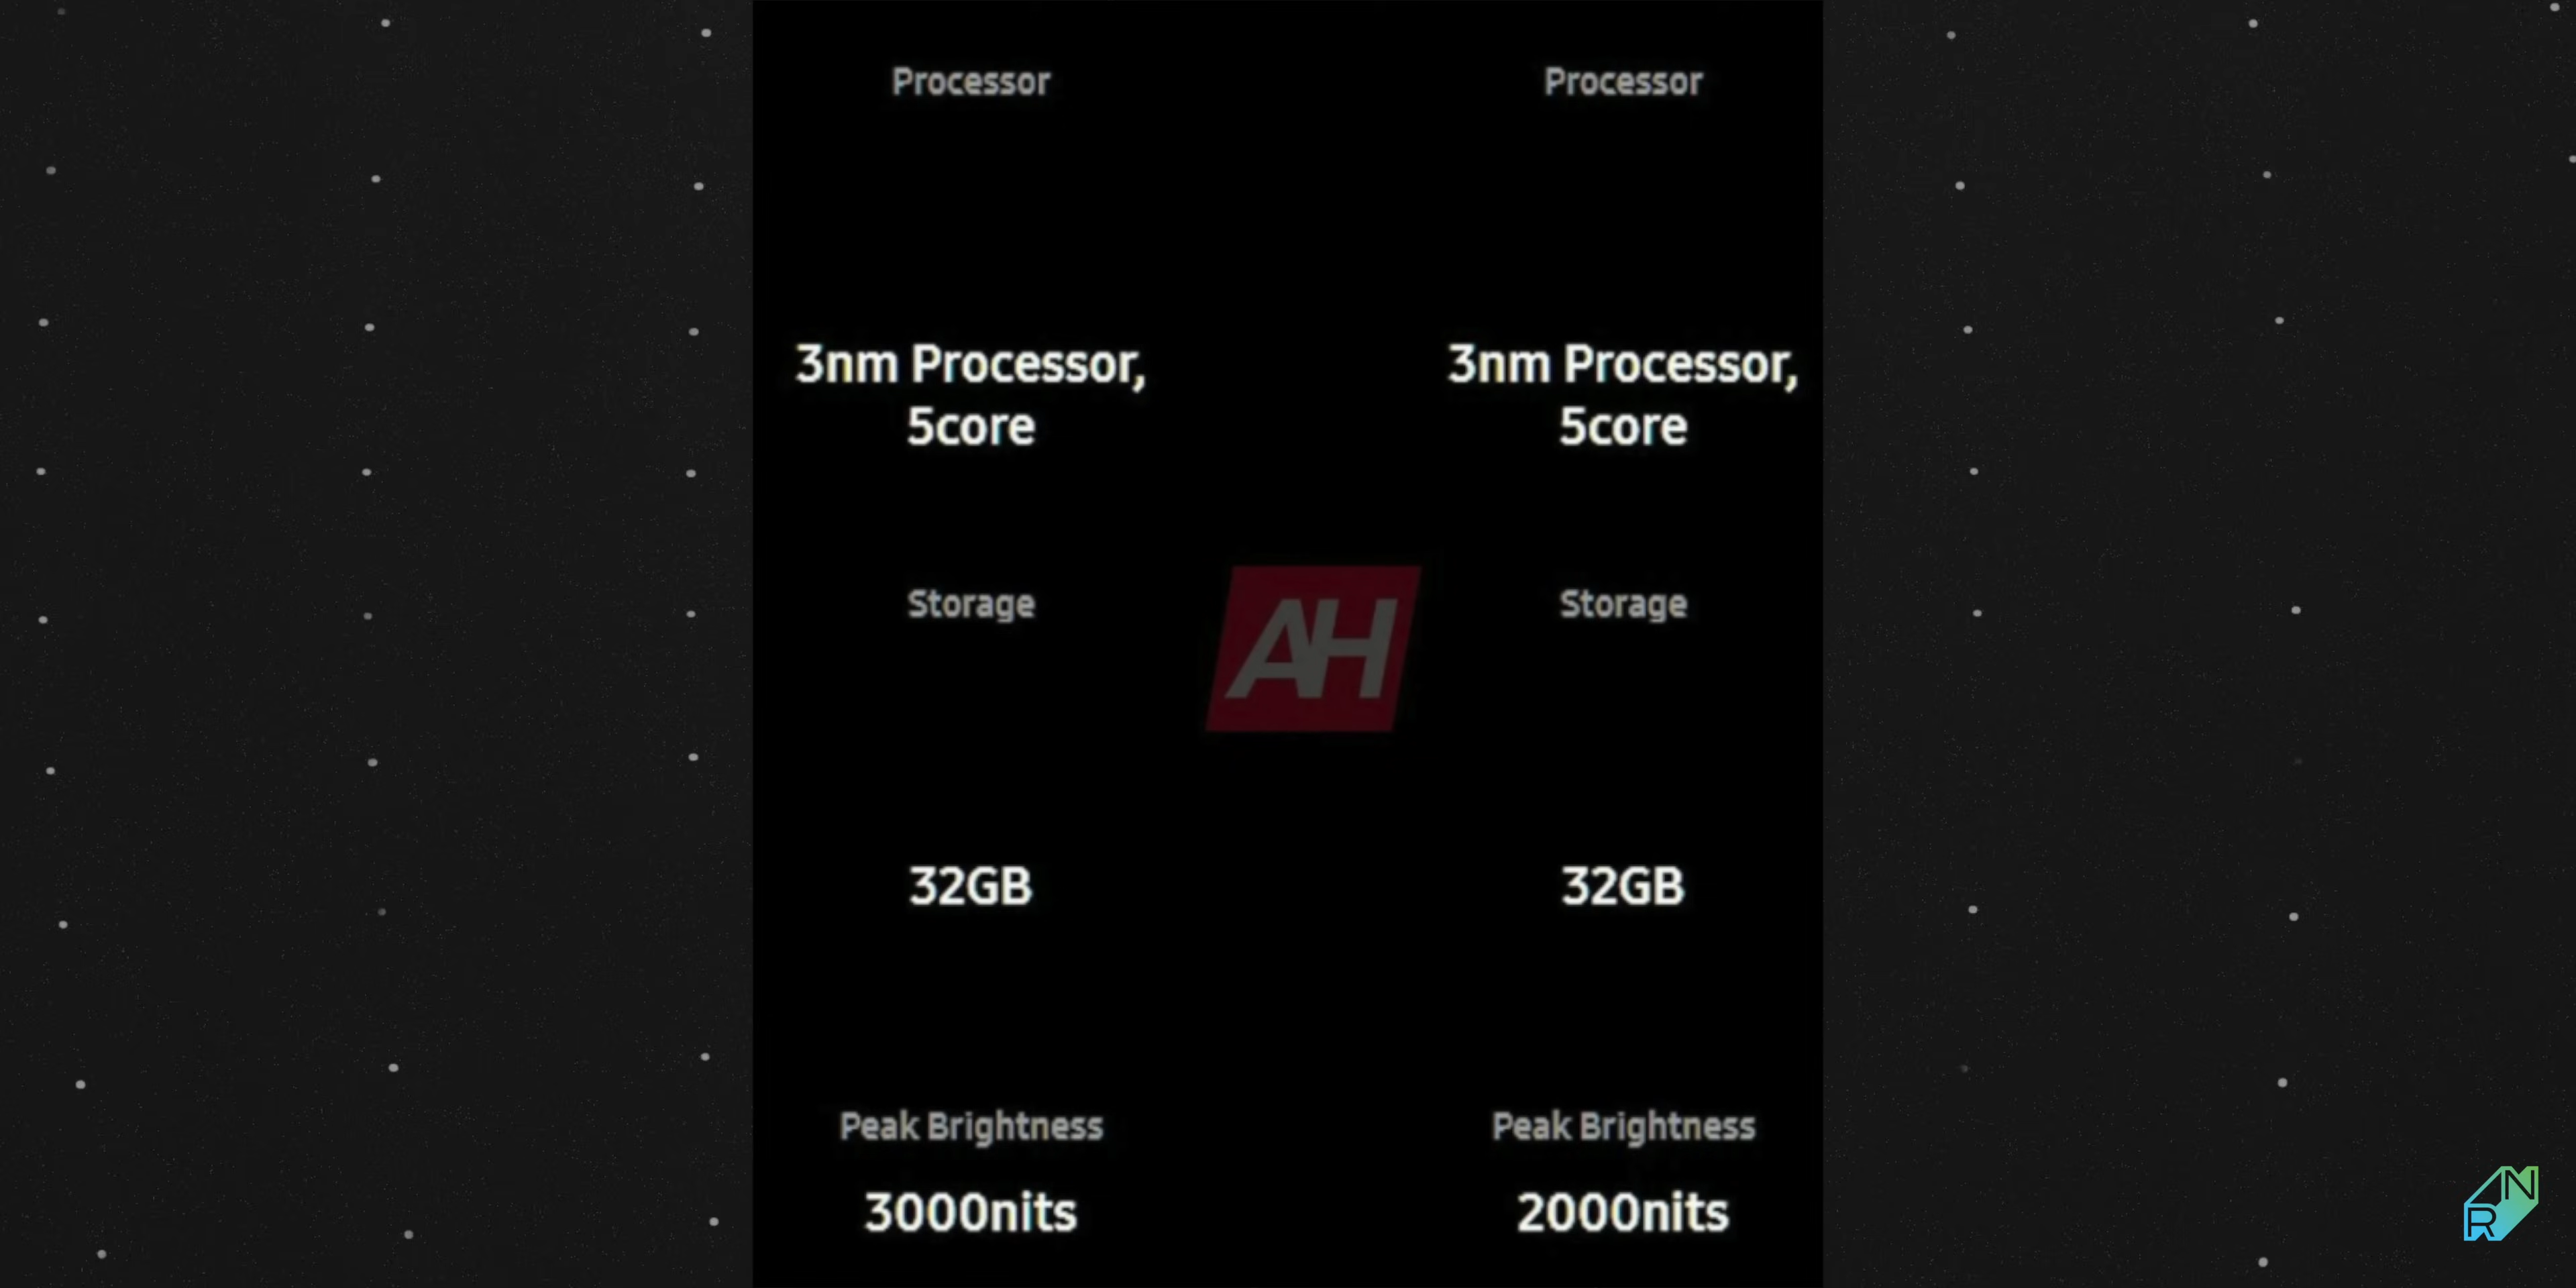 Processor
Processor
3nm Processor,
5core
3nm Processor,
5core
Storage
Storage
AH
32GB
32GB
Peak Brightness
Peak Brightness
3000nits
2000nits
RN